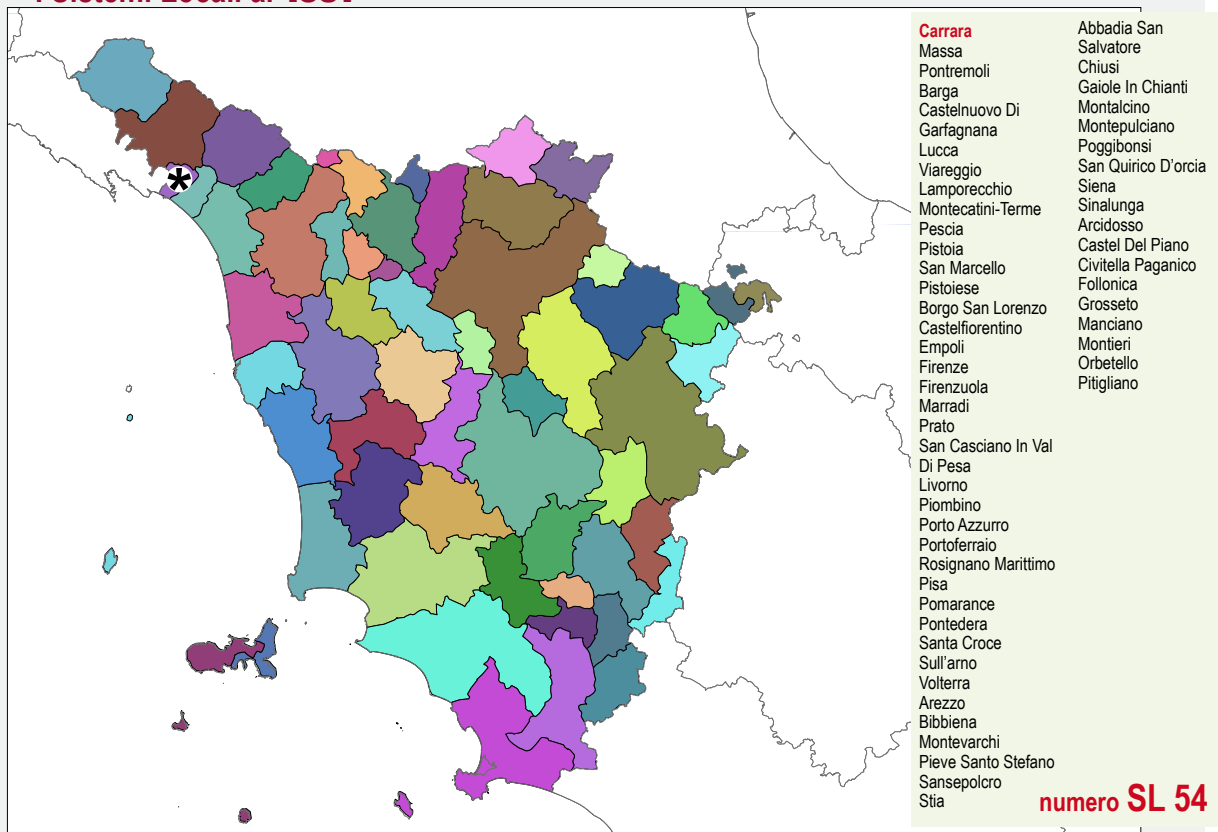 Carrara
Massa
Pontremoli
Barga
Castelnuovo Di
Garfagnana
Lucca
Viareggio
Lamporecchio
Montecatini-Terme
Pescia
Pistoia
San Marcello
Pistoiese
Borgo San Lorenzo
Castelfiorentino
Empoli
Firenze
Firenzuola
Marradi
Prato
San Casciano In Val
Di Pesa
Livorno
Piombino
Porto Azzurro
Portoferraio
Rosignano Marittimo
Pisa
Pomarance
Pontedera
Santa Croce
Sull'arno
Volterra
Arezzo
Bibbiena
Montevarchi
Pieve Santo Stefano
Sansepolcro
Stia
Abbadia San
Salvatore
Chiusi
Gaiole In Chianti
Montalcino
Montepulciano
Poggibonsi
San Quirico D'orcia
Siena
Sinalunga
Arcidosso
Castel Del Piano
Civitella Paganico
Follonica
Grosseto
Manciano
Montieri
Orbetello
Pitigliano
numero SL 54